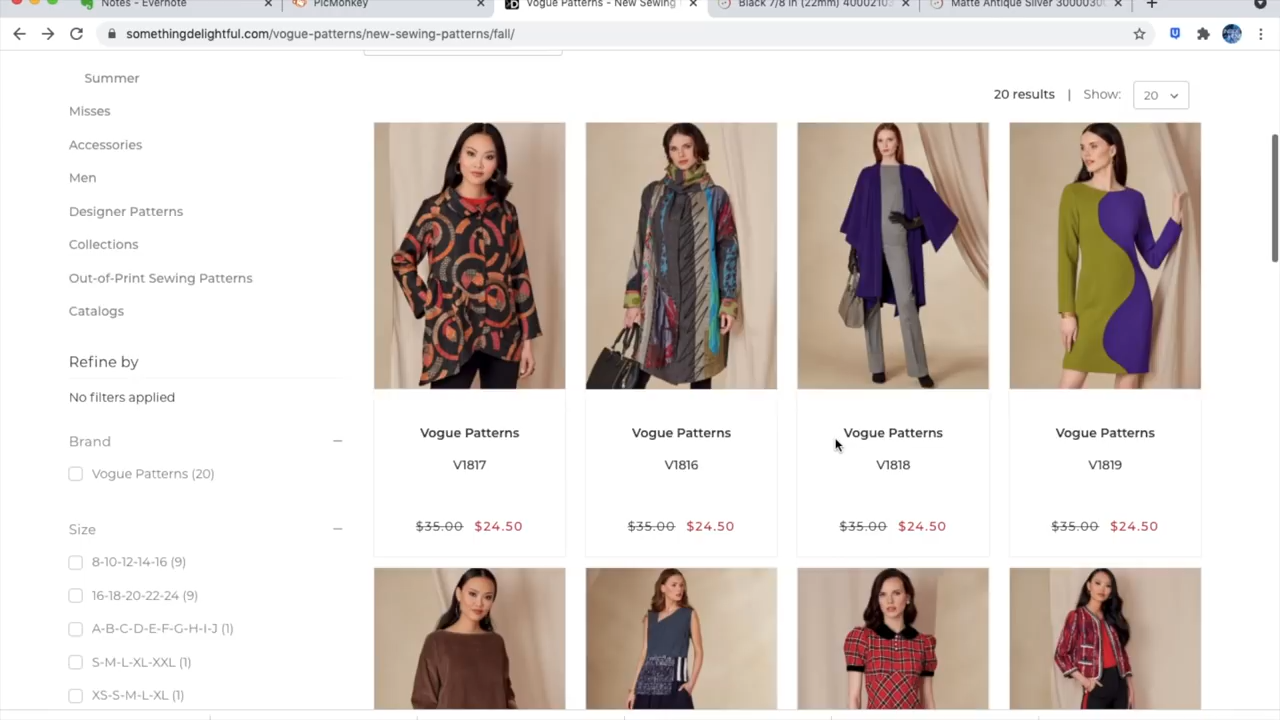 Notes - Evernote
PicMonkey
Vogue Patterns - New Sewing
Black 7/8 in (22mm) 40002103
Matte Antique Silver 3000030
somethingdelightful.com/vogue-patterns/new-sewing-patterns/fall/
Summer
Misses
Accessories
Men
Designer Patterns
Collections
Out-of-Print Sewing Patterns
Catalogs
Refine by
No filters applied
Brand
Vogue Patterns (20)
Size
8-10-12-14-16 (9)
16-18-20-22-24 (9)
A-B-C-D-E-F-G-H-I-J (1)
S-M-L-XL-XXL (1)
XS-S-M-L-XL (1)
20 results | Show: 20
Vogue Patterns
V1817
$35.00 $24.50
Vogue Patterns
V1816
$35.00 $24.50
Vogue Patterns
V1818
$35.00 $24.50
Vogue Patterns
V1819
$35.00 $24.50